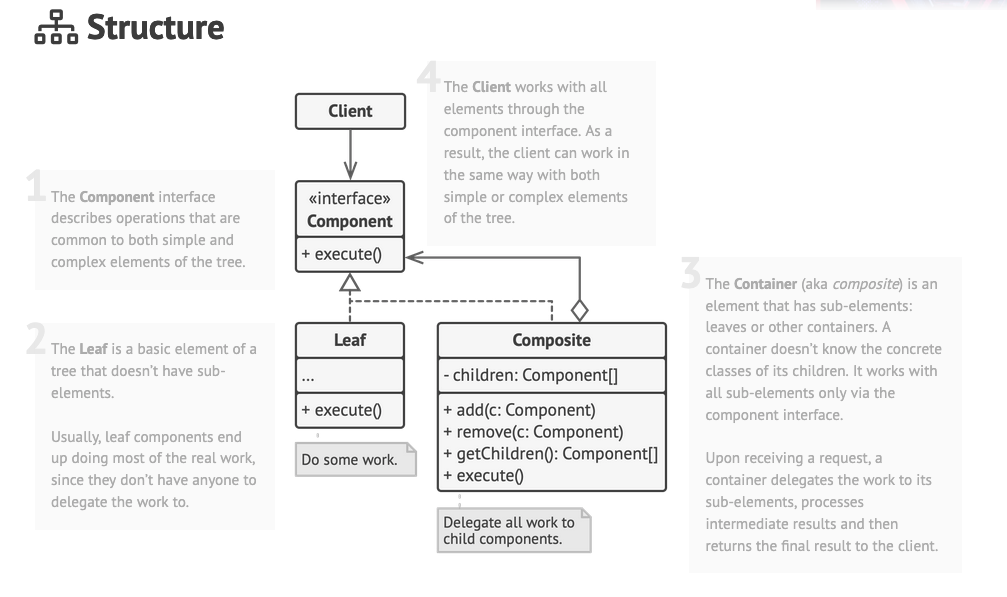 Structure
4
The Client works with all
elements through the
component interface. As a
result, the client can work in
the same way with both
simple or complex elements
of the tree.
Client
«interface»
Component
+ execute()
1
The Component interface
describes operations that are
common to both simple and
complex elements of the tree.
2
The Leaf is a basic element of a
tree that doesn't have sub-
elements.
Usually, leaf components end
up doing most of the real work,
since they don't have anyone to
delegate the work to.
Leaf
...
+ execute()
Do some work.
Composite
- children: Component[]
+ add(c: Component)
+ remove(c: Component)
+ getChildren(): Component[]
+ execute()
Delegate all work to
child components.
3
The Container (aka composite) is an
element that has sub-elements:
leaves or other containers. A
container doesn't know the concrete
classes of its children. It works with
all sub-elements only via the
component interface.
Upon receiving a request, a
container delegates the work to its
sub-elements, processes
intermediate results and then
returns the final result to the client.